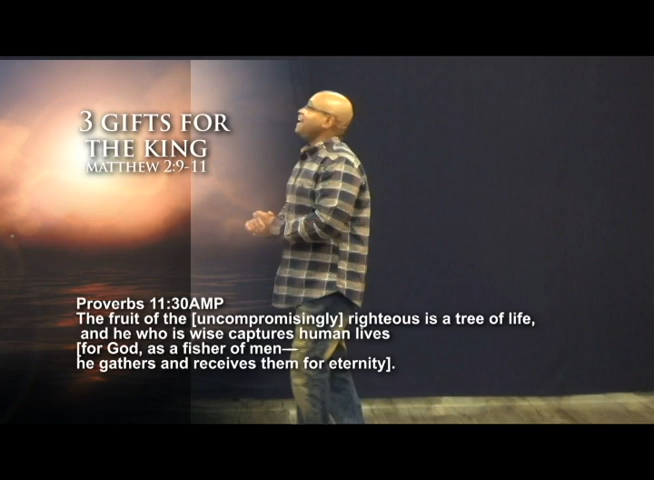 3 GIFTS FOR
THE KING
MATTHEW 2:9-11
Proverbs 11:30AMP
The fruit of the [uncompromisingly] righteous is a tree of life,
and he who is wise captures human lives
[for God, as a fisher of men—
he gathers and receives them for eternity].